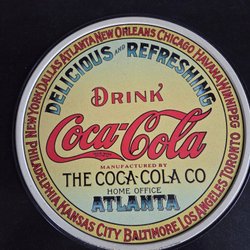 NEW YORK DALLAS ATLANTA NEW ORLEANS CHICAGO HAVANA WINNIPEG
DELICIOUS AND REFRESHING
DRINK
Coca-Cola
MANUFACTURED BY
THE COCA-COLA CO
HOME OFFICE
ATLANTA
PHILADELPHIA KANSAS CITY BALTIMORE LOS ANGELES TORONTO